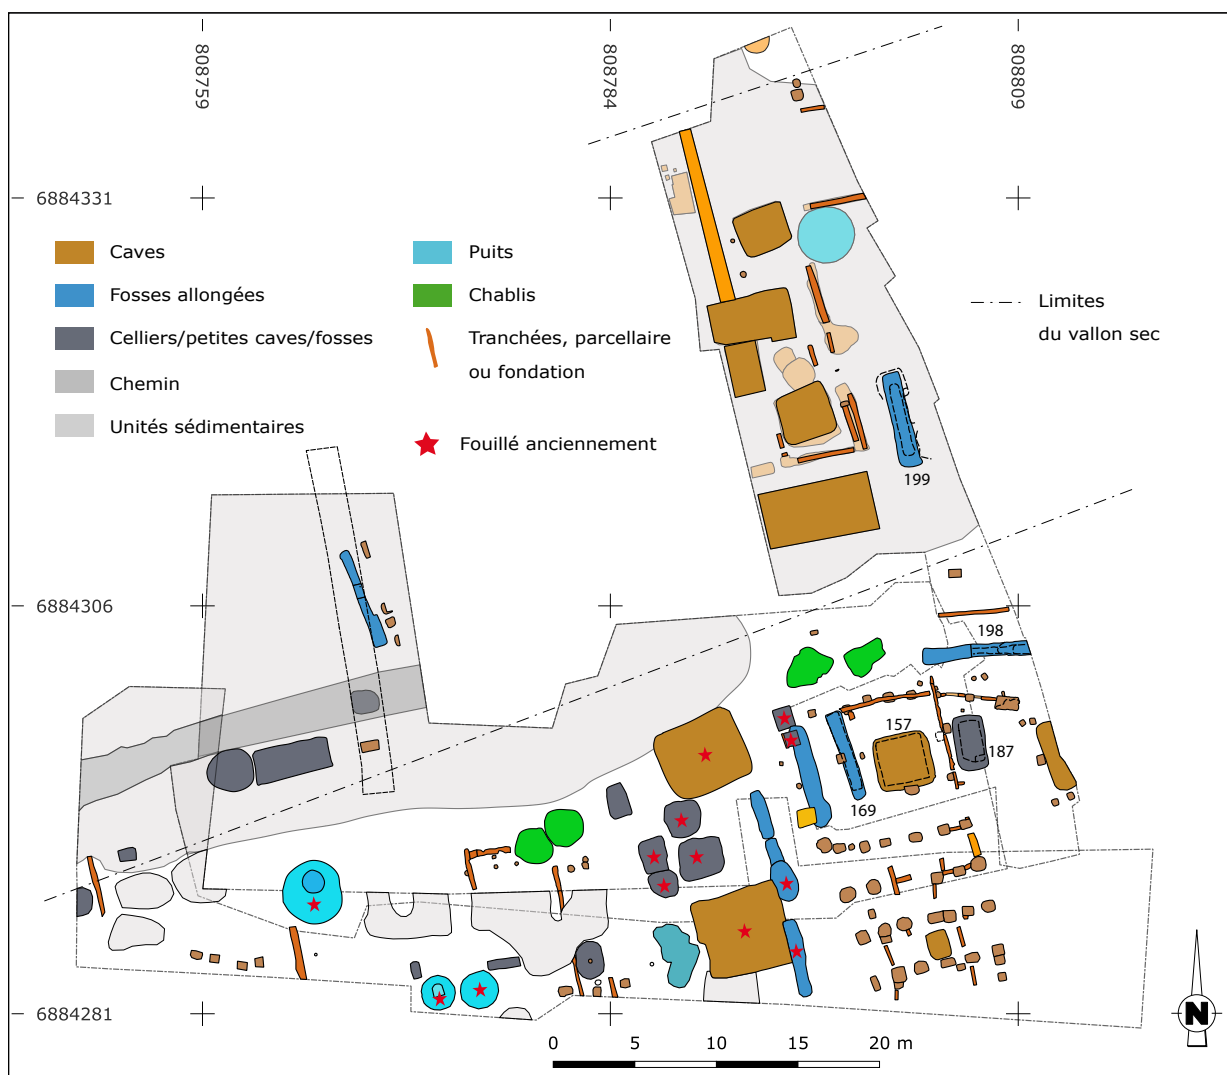 808759
808784
808809
6884331
Caves
Fosses allongées
Celliers/petites caves/fosses
Chemin
Unités sédimentaires
Puits
Chablis
Tranchées, parcellaire
ou fondation
Fouillé anciennement
Limites
du vallon sec
199
6884306
198
157
187
169
6884281
0 5 10 15 20 m
N